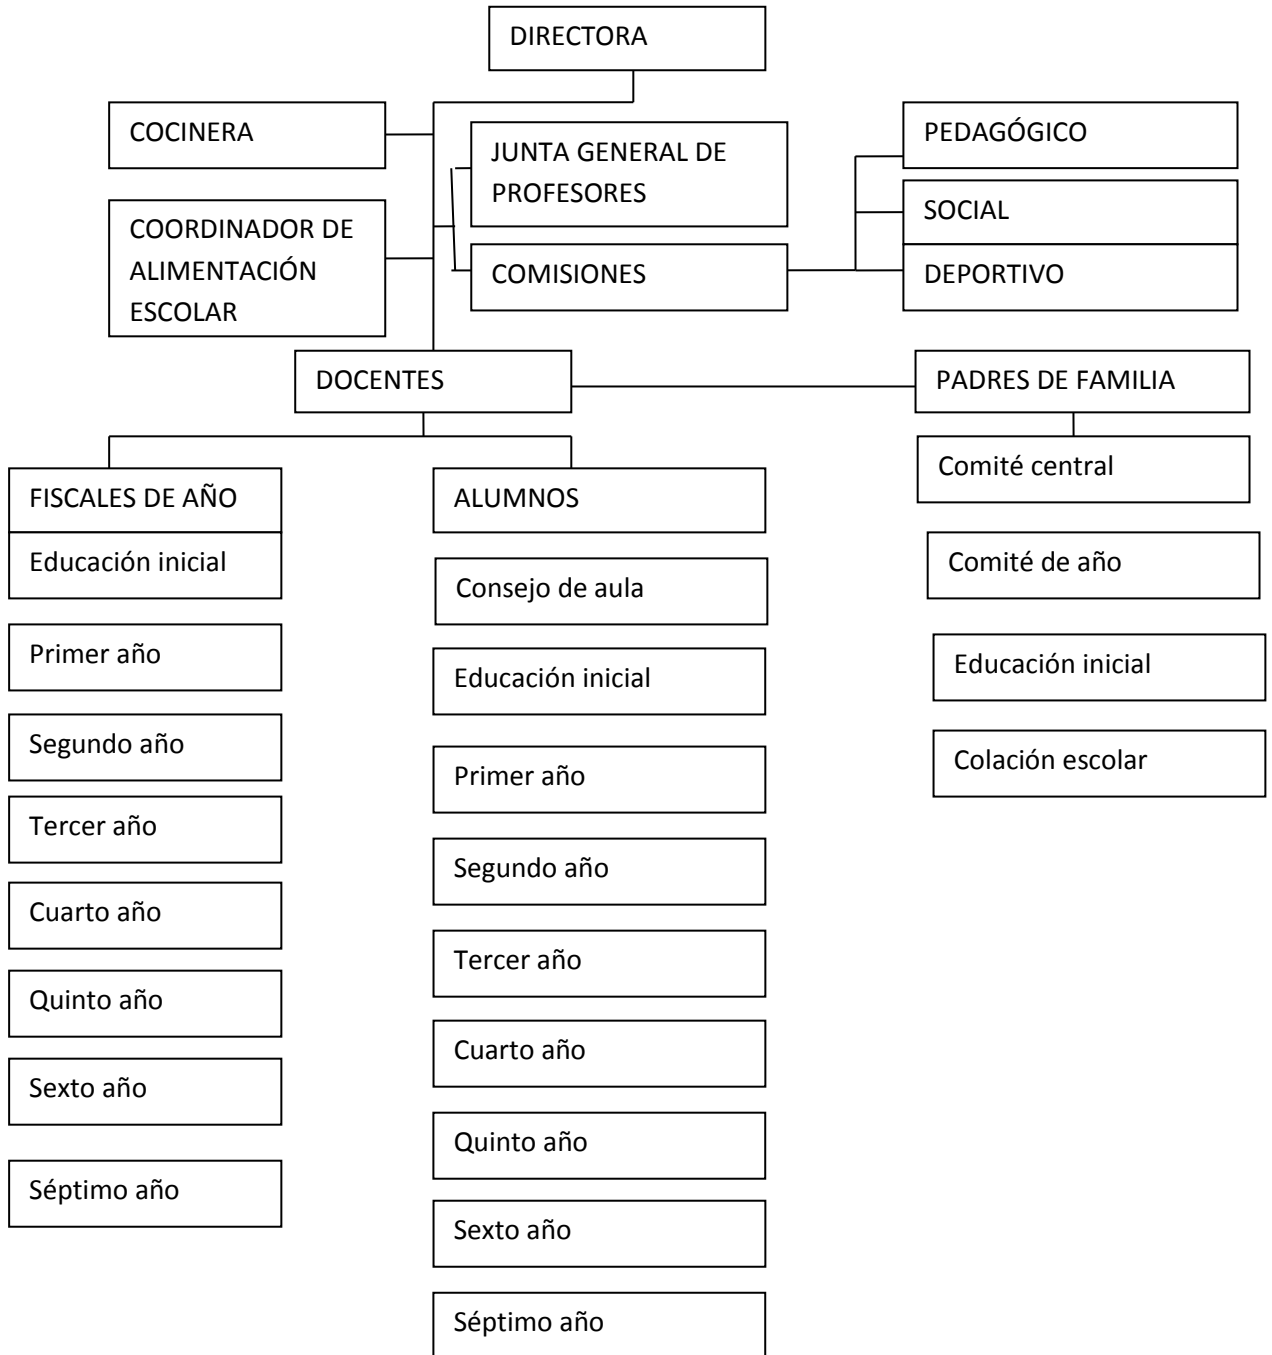 DIRECTORA
COCINERA
JUNTA GENERAL DE
PROFESORES
PEDAGÓGICO
SOCIAL
COORDINADOR DE
ALIMENTACIÓN
ESCOLAR
COMISIONES
DEPORTIVO
DOCENTES
PADRES DE FAMILIA
FISCALES DE AÑO
Educación inicial
Primer año
Segundo año
Tercer año
Cuarto año
Quinto año
Sexto año
Séptimo año
ALUMNOS
Consejo de aula
Educación inicial
Primer año
Segundo año
Tercer año
Cuarto año
Quinto año
Sexto año
Séptimo año
Comité central
Comité de año
Educación inicial
Colación escolar